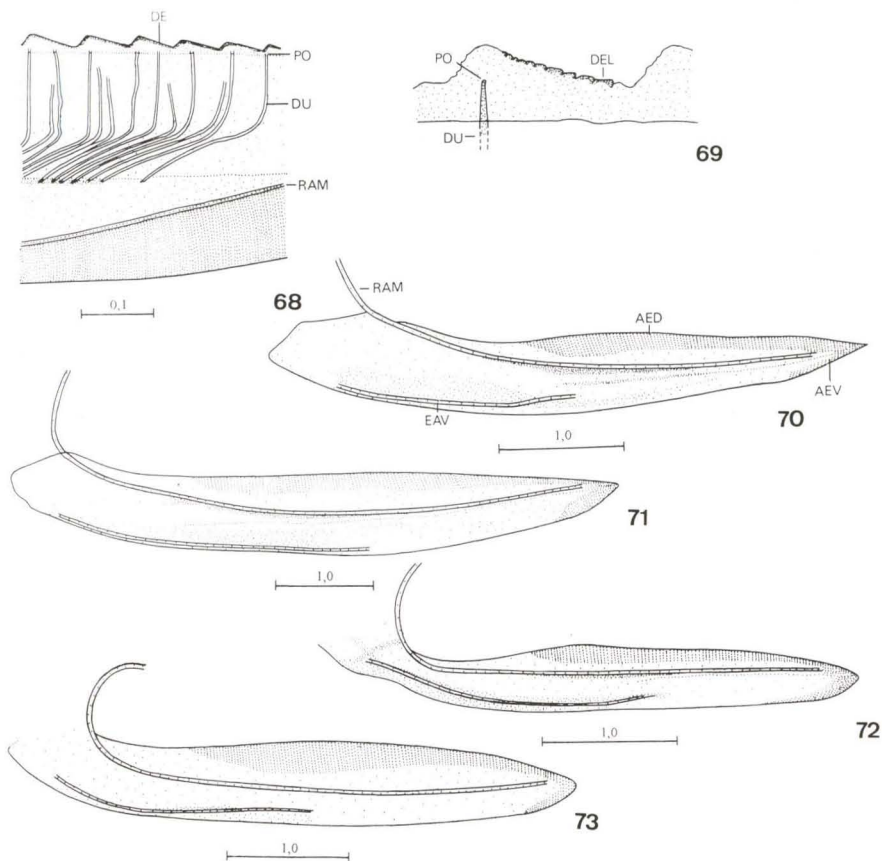 DE
PO
DU
RAM
0,1
68
PO
DEL
DU
69
RAM
AED
EAV
AEV
1,0
70
1,0
71
1,0
72
1,0
73